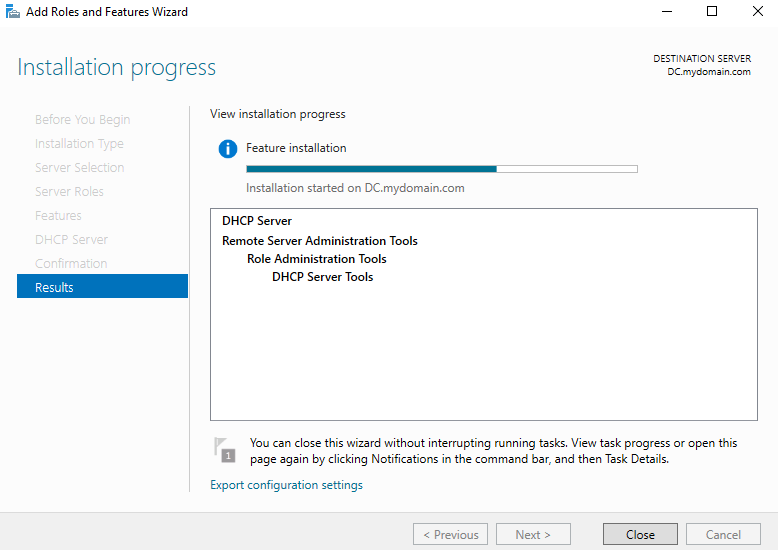 Add Roles and Features Wizard
Installation progress
DESTINATION SERVER
DC.mydomain.com
Before You Begin
Installation Type
Server Selection
Server Roles
Features
DHCP Server
Confirmation
Results
View installation progress
Feature installation
Installation started on DC.mydomain.com
DHCP Server
Remote Server Administration Tools
Role Administration Tools
DHCP Server Tools
1
You can close this wizard without interrupting running tasks. View task progress or open this
page again by clicking Notifications in the command bar, and then Task Details.
Export configuration settings
< Previous
Next >
Close
Cancel